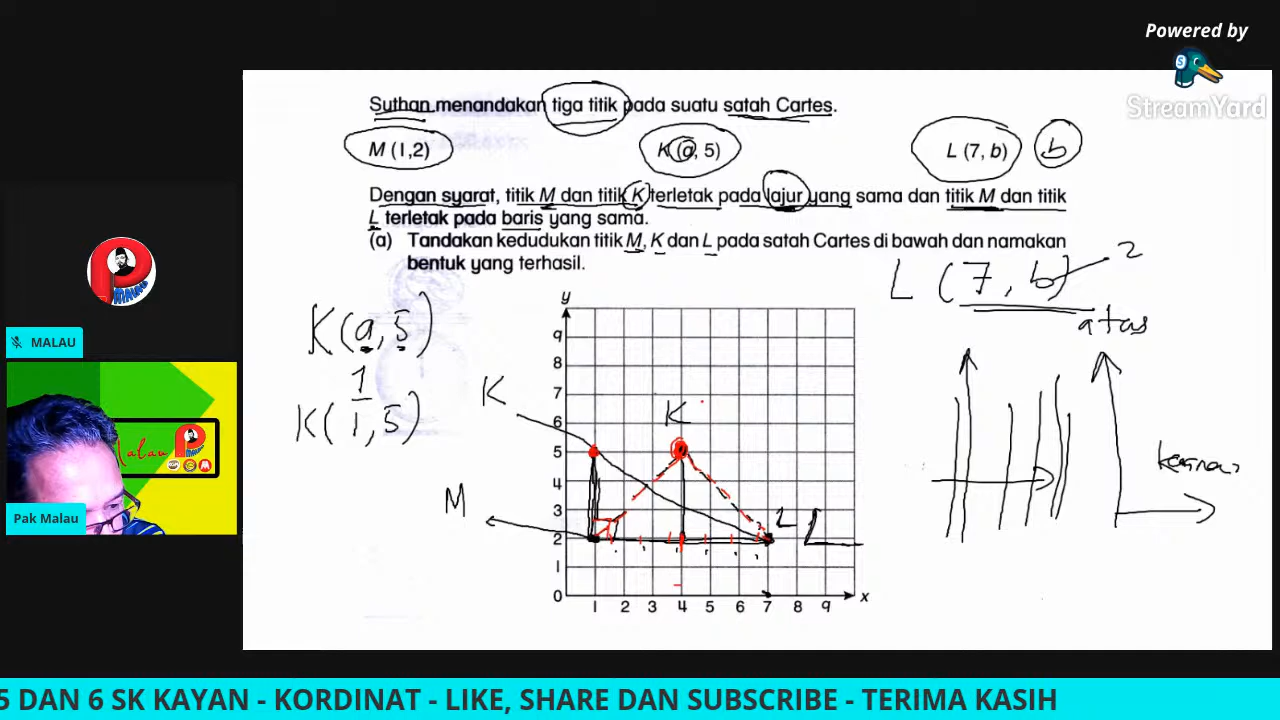 Powered by
StreamYard
Suthan menandakan tiga titik pada suatu satah Cartes.
M (1,2) K (a, 5) L (7, b) b
Dengan syarat, titik M dan titik K terletak pada lajur yang sama dan titik M dan titik
L terletak pada baris yang sama.
(a) Tandakan kedudukan titik M, K dan L pada satah Cartes di bawah dan namakan
bentuk yang terhasil.
L (7, b) 2
atas
K(a,5)
1
K(1,5)
K
M
K
L
L
y
9
8
7
6
5
4
3
2
1
0
1 2 3 4 5 6 7 8 9 x
P
MALAU
MALAU
Malau
P
Pak Malau
5 DAN 6 SK KAYAN - KORDINAT - LIKE, SHARE DAN SUBSCRIBE - TERIMA KASIH